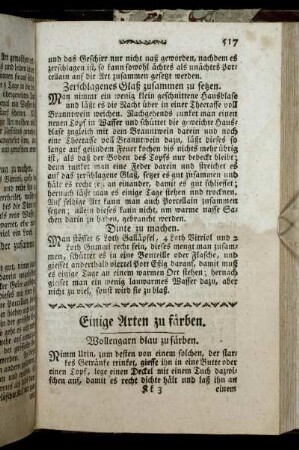 517
und das Geschirr nur nicht naß geworden, nachdem es
zerschlagen ist, so kann sowohl ächtes als unächtes Por-
cellain auf die Art zusammen gesetzt werden.
Zerschlagenes Glaß zusammen zu setzen.
Man nimmt ein wenig klein geschnittene Hausblase
und läßt es die Nacht über in einer Theetasse voll
Brannt wein weichen. Nachgehends
einen Topf in Wasser und schüttet die geweichte Haus-
blase zugleich mit dem Branntwein darein und noch
eine Theetasse voll Branntwein dazu, läßt dieses so
lange auf gelindem Feuer kochen bis nichts mehr übrig
ist, als daß der Boden des Topfs nur bedeckt bleibt;
denn tunket man eine Feder darein und streichet es
auf das zerschlagene Glaß, setzet es gut zusammen und
hält es recht an einander, damit es gut schliesset;
hernach läßt man es einige Tage stehen und trocknen.
Auf selbige Art kann man auch Porcellain zusammen
setzen; allein dieses kann nicht, um warme nasse Sa-
chen darin zu haben, gebraucht werden.
Dinte zu machen.
Man stösset 8 Loth Galläpfel, 4 Loth Vitriol und 2
Loth Gummi recht fein, dieses menget man zusam-
men, schüttet es in eine Bouteille oder Flasche, und
giesset anderthalb viertel Pott Eßig darauf, damit muß
es einige Tage an einem warmen Ort stehen; hernach
giesset man ein wenig lauwarmes Wasser dazu, aber
nicht zu viel, sonst wird sie zu blaß.
Einige Arten zu färben.
Wollengarn blau zu färben.
Nimm Urin, zum besten von einem solchen, der star-
kes Getränke trinket, giesse ihn in eine Butte oder
einen Topf, lege einen Deckel mit einem Tuch dazwi-
schen auf, damit es recht dichte hält und laß ihn an
Kk 3
einem